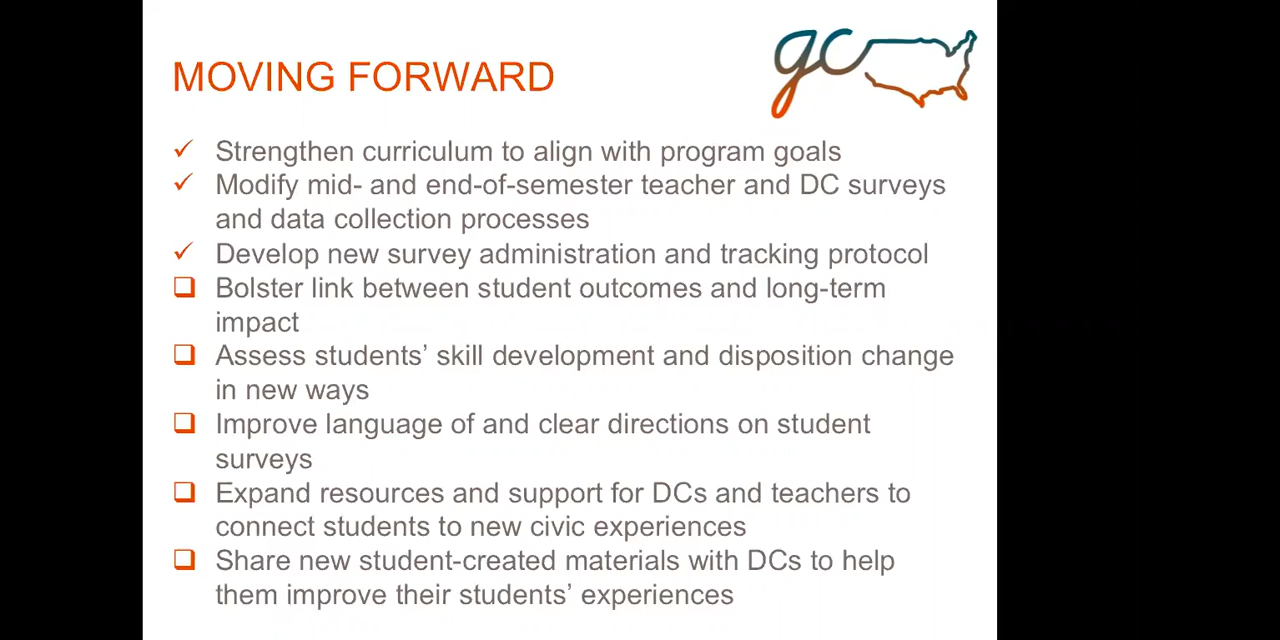 gc
MOVING FORWARD
✓ Strengthen curriculum to align with program goals
✓ Modify mid- and end-of-semester teacher and DC surveys
and data collection processes
✓ Develop new survey administration and tracking protocol
❑ Bolster link between student outcomes and long-term
impact
❑ Assess students’ skill development and disposition change
in new ways
❑ Improve language of and clear directions on student
surveys
❑ Expand resources and support for DCs and teachers to
connect students to new civic experiences
❑ Share new student-created materials with DCs to help
them improve their students’ experiences